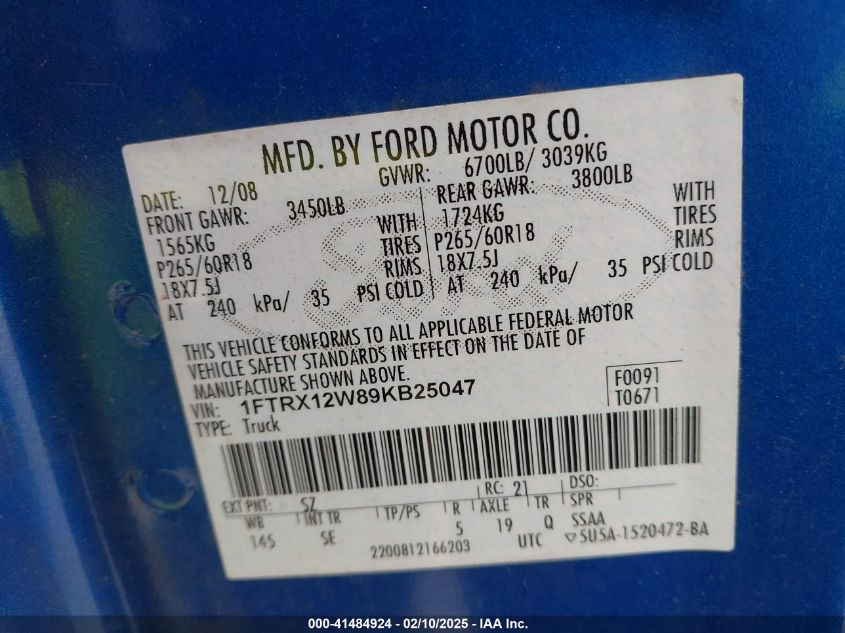 MFD. BY FORD MOTOR CO.
DATE: 12/08 GVWR: 6700LB/ 3039KG
FRONT GAWR: 3450LB REAR GAWR: 3800LB
1565KG WITH 1724KG WITH
P265/60R18 TIRES P265/60R18 TIRES
18X7.5J RIMS 18X7.5J RIMS
AT 240 kPa/ 35 PSI COLD AT 240 kPa/ 35 PSI COLD
THIS VEHICLE CONFORMS TO ALL APPLICABLE FEDERAL MOTOR
VEHICLE SAFETY STANDARDS IN EFFECT ON THE DATE OF
MANUFACTURE SHOWN ABOVE.
VIN: 1FTRX12W89KB25047 F0091
TYPE: Truck T0671
EXT PNT: SZ RC: 21 DSO:
WB INT TR TP/PS R AXLE TR SPR
145 SE 5 19 Q SSAA
2200812166203 UTC ▽5U5A-1520472-BA
000-41484924 - 02/10/2025 - IAA Inc.